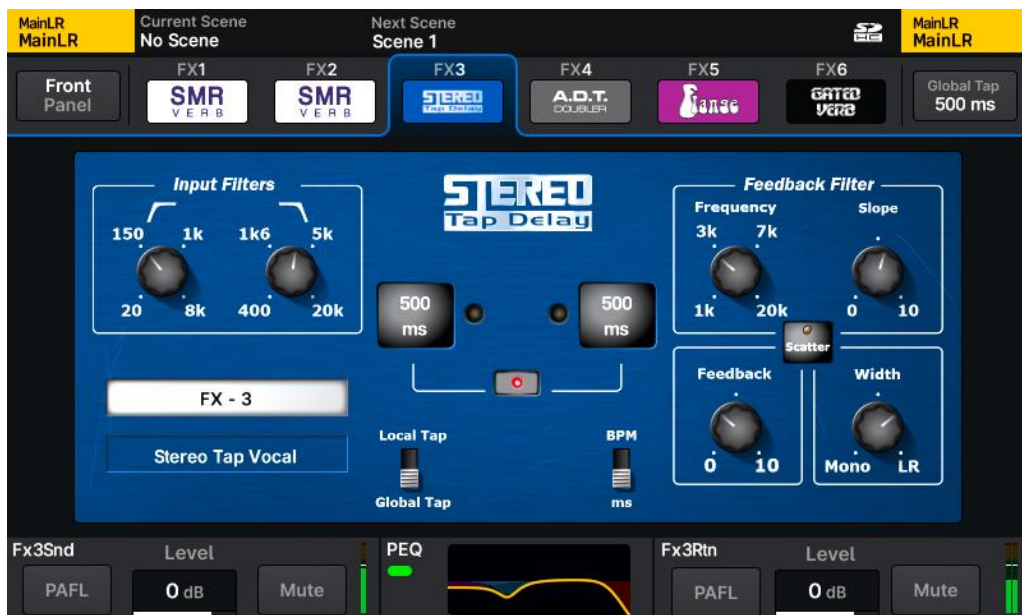 MainLR
MainLR
Current Scene
No Scene
Next Scene
Scene 1
SD
HC
MainLR
MainLR
Front
Panel
FX1
SMR
VERB
FX2
SMR
VERB
FX3
STEREO
Tap Delay
FX4
A.D.T.
DOUBLER
FX5
Flange
FX6
GATED
VERB
Global Tap
500 ms
Input Filters
150 1k 1k6 5k
20 8k 400 20k
STEREO
Tap Delay
Feedback Filter
Frequency Slope
3k 7k
1k 20k 0 10
500
ms
500
ms
Scatter
FX - 3
Stereo Tap Vocal
Local Tap
Global Tap
BPM
ms
Feedback
0 10
Width
Mono LR
Fx3Snd
Level
PAFL
0 dB
Mute
PEQ
Fx3Rtn
Level
PAFL
0 dB
Mute